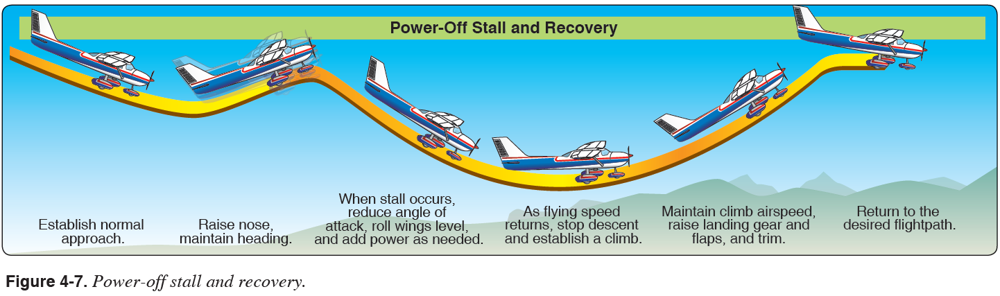 Power-Off Stall and Recovery
Establish normal
approach.
Raise nose,
maintain heading.
When stall occurs,
reduce angle of
attack, roll wings level,
and add power as needed.
As flying speed
returns, stop descent
and establish a climb.
Maintain climb airspeed,
raise landing gear and
flaps, and trim.
Return to the
desired flightpath.
Figure 4-7. Power-off stall and recovery.